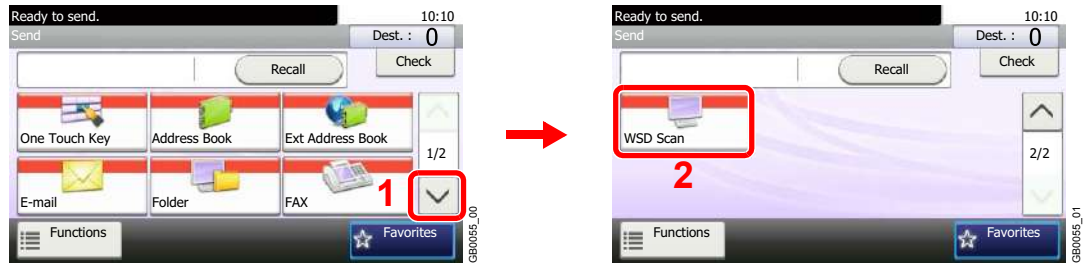 Ready to send.
10:10
Send
Dest. : 0
Recall
Check
One Touch Key
Address Book
Ext Address Book
1/2
E-mail
Folder
FAX
1
Functions
Favorites
GB0055_00
Ready to send.
10:10
Send
Dest. : 0
Recall
Check
WSD Scan
2/2
2
Functions
Favorites
GB0055_01